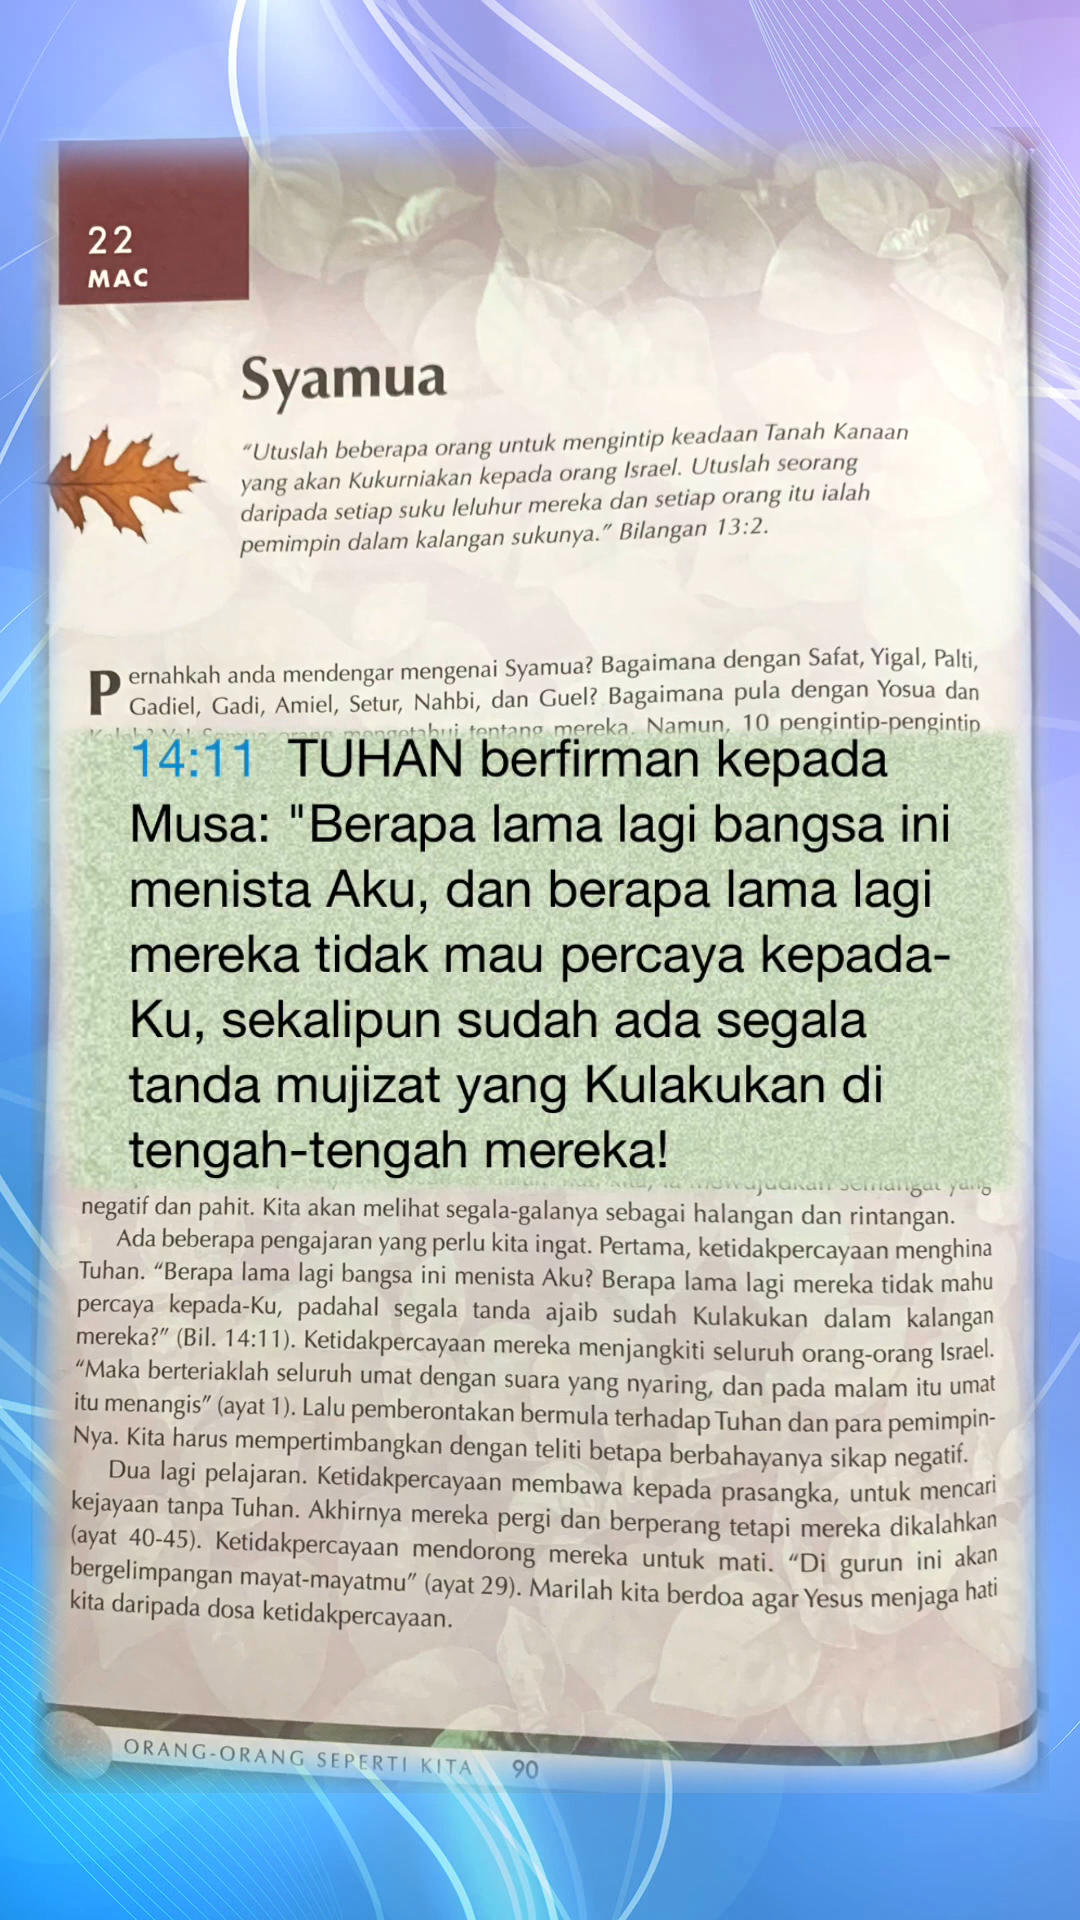 22
MAC
Syamua
“Utuslah beberapa orang untuk mengintip keadaan Tanah Kanaan
yang akan Kukurniakan kepada orang Israel. Utuslah seorang
daripada setiap suku leluhur mereka dan setiap orang itu ialah
pemimpin dalam kalangan sukunya.” Bilangan 13:2.
Pernahkah anda mendengar mengenai Syamua? Bagaimana dengan Safat, Yigal, Palti,
Gadiel, Gadi, Amiel, Setur, Nahbi, dan Guel? Bagaimana pula dengan Yosua dan
mengetahui tentang mereka. Namun, 10 pengintip-pengintip
14:11 TUHAN berfirman kepada
Musa: "Berapa lama lagi bangsa ini
menista Aku, dan berapa lama lagi
mereka tidak mau percaya kepada-
Ku, sekalipun sudah ada segala
tanda mujizat yang Kulakukan di
tengah-tengah mereka!
semangat yang
negatif dan pahit. Kita akan melihat segala-galanya sebagai halangan dan rintangan.
Ada beberapa pengajaran yang perlu kita ingat. Pertama, ketidakpercayaan menghina
Tuhan. “Berapa lama lagi bangsa ini menista Aku? Berapa lama lagi mereka tidak mahu
percaya kepada-Ku, padahal segala tanda ajaib sudah Kulakukan dalam kalangan
mereka?” (Bil. 14:11). Ketidakpercayaan mereka menjangkiti seluruh orang-orang Israel.
“Maka berteriaklah seluruh umat dengan suara yang nyaring, dan pada malam itu umat
itu menangis” (ayat 1). Lalu pemberontakan bermula terhadap Tuhan dan para pemimpin-
Nya. Kita harus mempertimbangkan dengan teliti betapa berbahayanya sikap negatif.
Dua lagi pelajaran. Ketidakpercayaan membawa kepada prasangka, untuk mencari
kejayaan tanpa Tuhan. Akhirnya mereka pergi dan berperang tetapi mereka dikalahkan
(ayat 40-45). Ketidakpercayaan mendorong mereka untuk mati. “Di gurun ini akan
bergelimpangan mayat-mayatmu” (ayat 29). Marilah kita berdoa agar Yesus menjaga hati
kita daripada dosa ketidakpercayaan.
ORANG-ORANG SEPERTI KITA 90